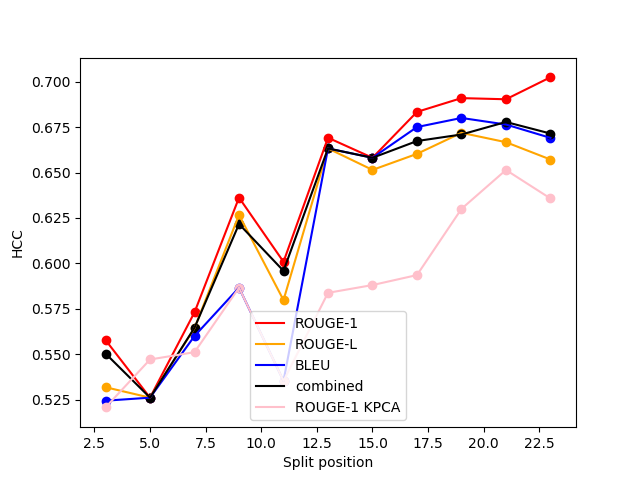 0.700
0.675
0.650
0.625
0.600
0.575
0.550
0.525
HCC
ROUGE-1
ROUGE-L
BLEU
combined
ROUGE-1 KPCA
2.5 5.0 7.5 10.0 12.5 15.0 17.5 20.0 22.5
Split position